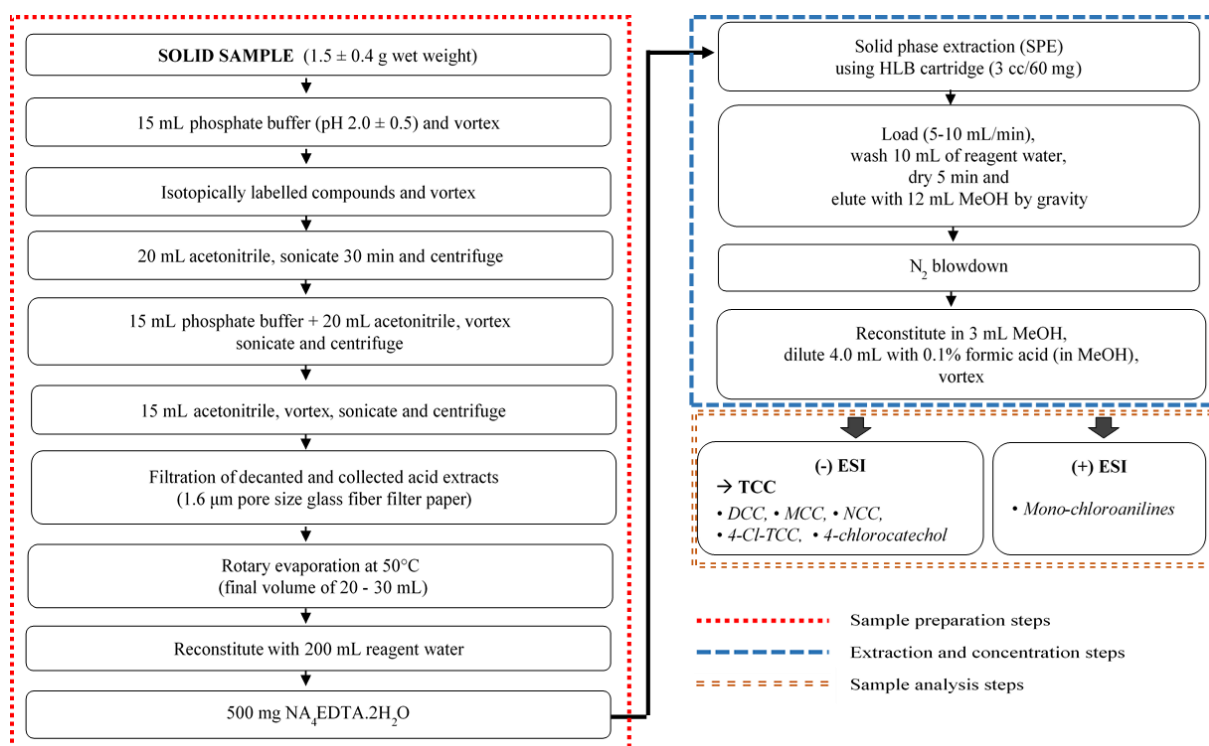 SOLID SAMPLE (1.5 ± 0.4 g wet weight)
15 mL phosphate buffer (pH 2.0 ± 0.5) and vortex
Isotopically labelled compounds and vortex
20 mL acetonitrile, sonicate 30 min and centrifuge
15 mL phosphate buffer + 20 mL acetonitrile, vortex
sonicate and centrifuge
15 mL acetonitrile, vortex, sonicate and centrifuge
Filtration of decanted and collected acid extracts
(1.6 µm pore size glass fiber filter paper)
Rotary evaporation at 50°C
(final volume of 20 - 30 mL)
Reconstitute with 200 mL reagent water
500 mg NA₄EDTA.2H₂O
Solid phase extraction (SPE)
using HLB cartridge (3 cc/60 mg)
Load (5-10 mL/min),
wash 10 mL of reagent water,
dry 5 min and
elute with 12 mL MeOH by gravity
N₂ blowdown
Reconstitute in 3 mL MeOH,
dilute 4.0 mL with 0.1% formic acid (in MeOH),
vortex
(-) ESI
→ TCC
• DCC, • MCC, • NCC,
• 4-Cl-TCC, • 4-chlorocatechol
(+) ESI
• Mono-chloroanilines
Sample preparation steps
Extraction and concentration steps
Sample analysis steps